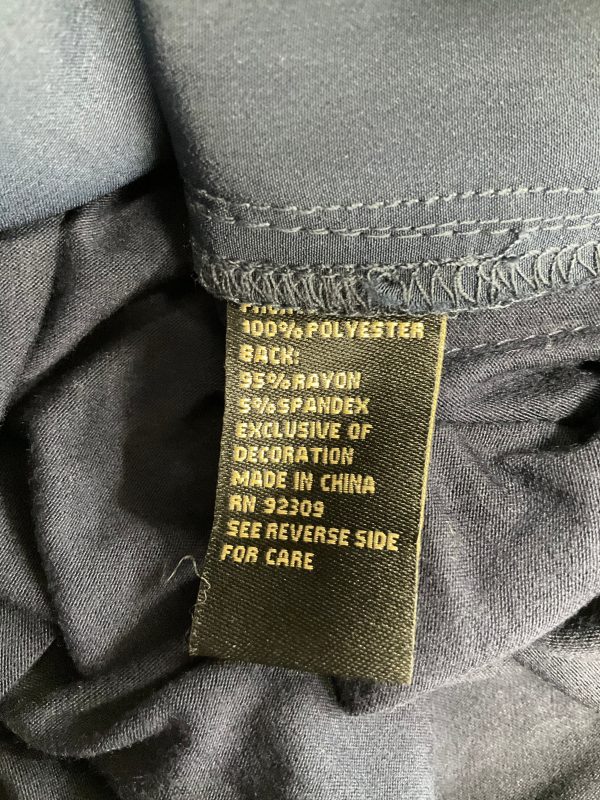 100% POLYESTER
BACK:
95% RAYON
5% SPANDEX
EXCLUSIVE OF
DECORATION
MADE IN CHINA
RN 92309
SEE REVERSE SIDE
FOR CARE